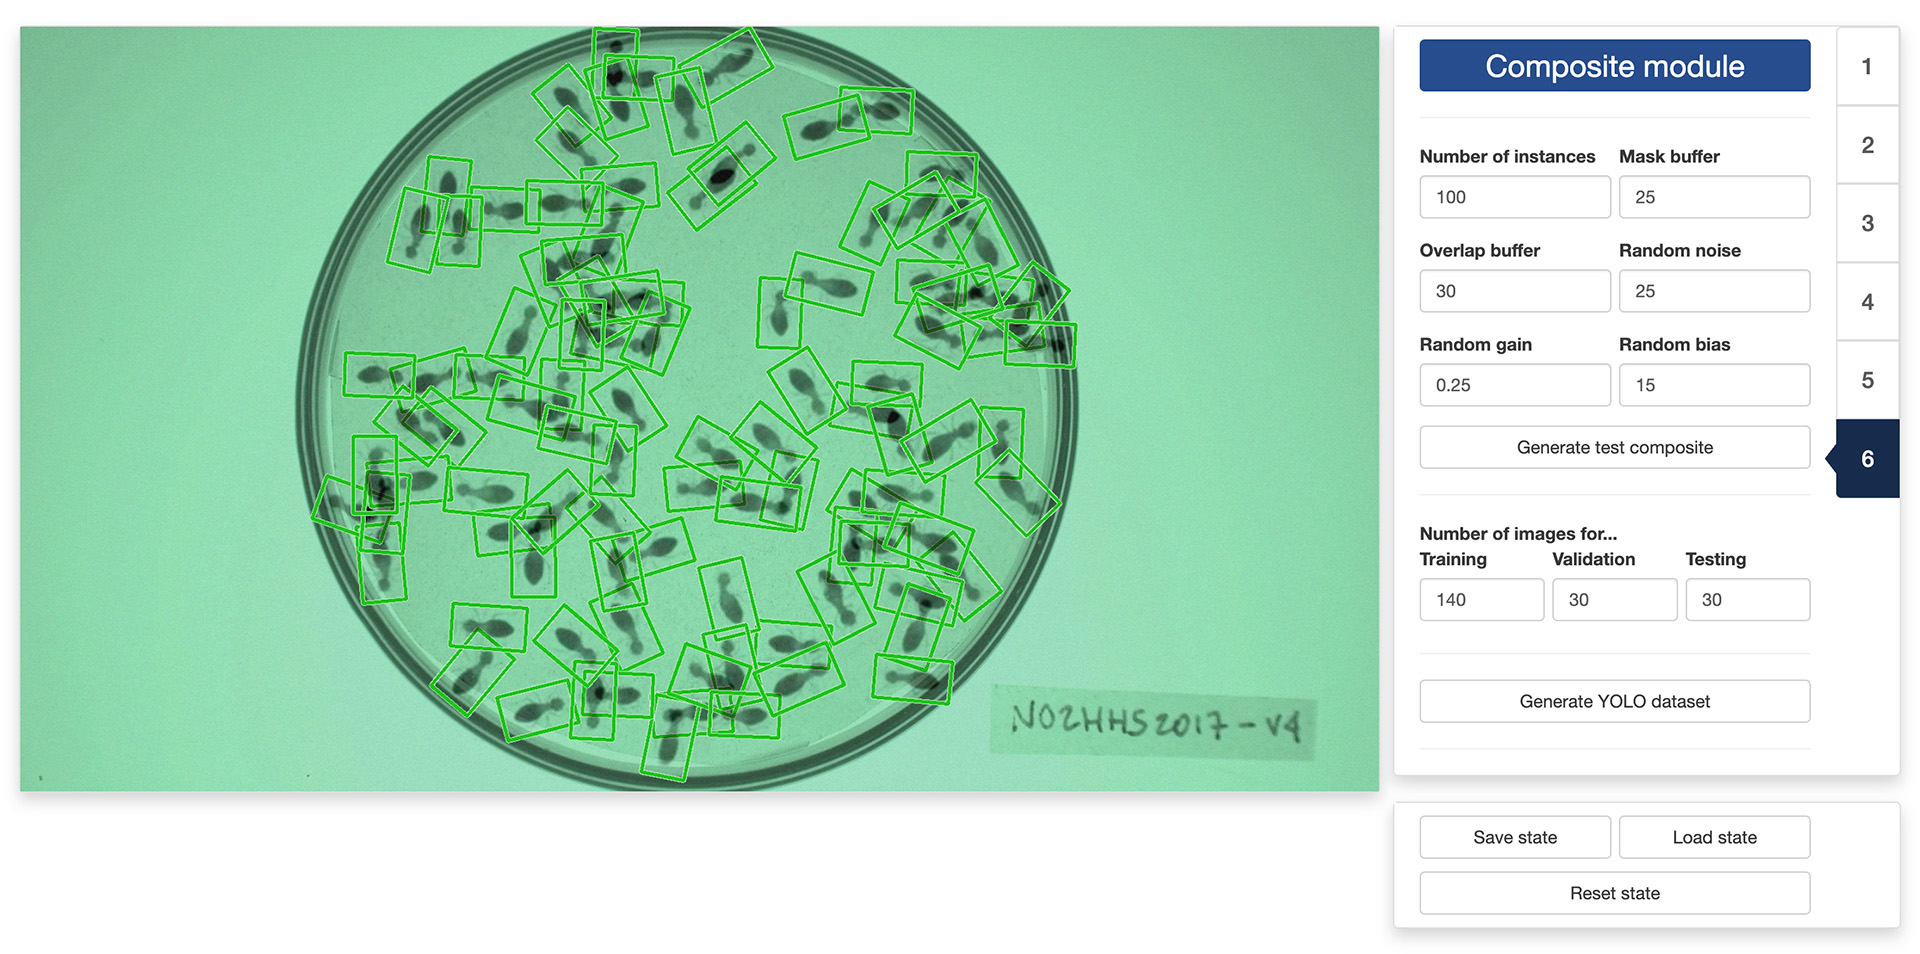 Composite module
1
2
3
4
5
6
Number of instances Mask buffer
100 25
Overlap buffer Random noise
30 25
Random gain Random bias
0.25 15
Generate test composite
Number of images for...
Training Validation Testing
140 30 30
Generate YOLO dataset
Save state Load state
Reset state
N02HHS2017-V4